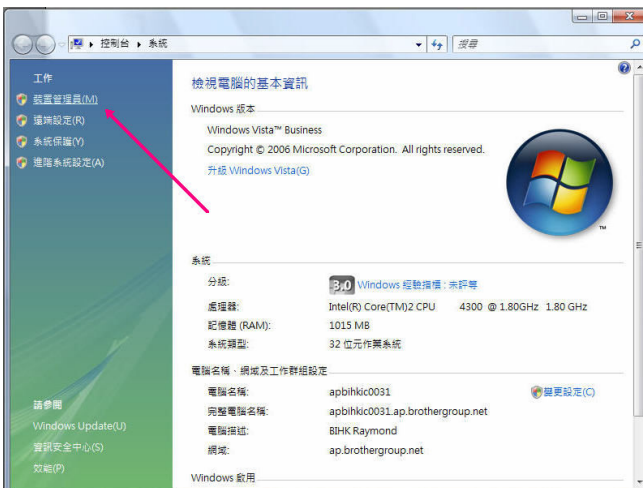 控制台 ▸ 系統
搜尋
工作
裝置管理員(M)
遠端設定(R)
系統保護(Y)
進階系統設定(A)
請參閱
Windows Update(U)
資訊安全中心(S)
效能(P)
檢視電腦的基本資訊
Windows 版本
Windows Vista™ Business
Copyright © 2006 Microsoft Corporation. All rights reserved.
升級 Windows Vista(G)
TM
系統
分級: 3.0 Windows 經驗指標: 未評等
處理器: Intel(R) Core(TM)2 CPU 4300 @ 1.80GHz 1.80 GHz
記憶體 (RAM): 1015 MB
系統類型: 32 位元作業系統
電腦名稱、網域及工作群組設定
電腦名稱: apbihkic0031 變更設定(C)
完整電腦名稱: apbihkic0031.ap.brothergroup.net
電腦描述: BIHK Raymond
網域: ap.brothergroup.net
Windows 啟用